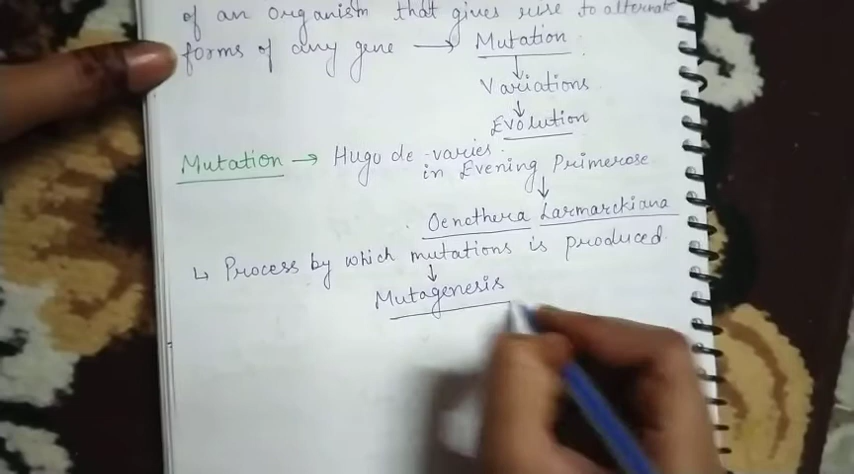 of an organism that gives rise to alternate
forms of any gene → Mutation
↓
Variations
↓
Evolution
Mutation → Hugo de-varies
in Evening Primerose
↓
Oenothera Larmarckiana
↳ Process by which mutations is produced.
↓
Mutagenesis